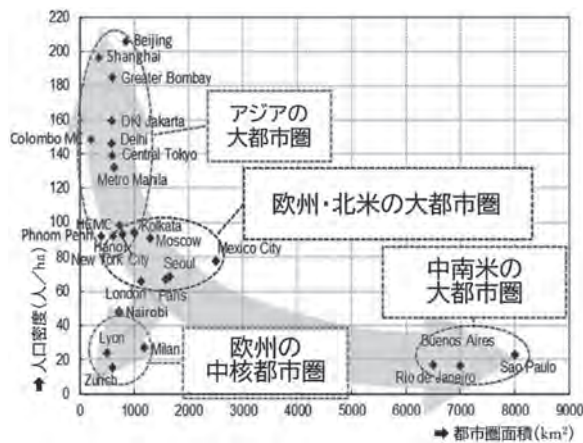 220
200
180
160
140
120
100
80
60
40
20
0
➡ 人口密度(人/ha)
Beijing
Shanghai
Greater Bombay
DKI Jakarta
Colombo MC
Delhi
Central Tokyo
Metro Manila
アジアの
大都市圏
HCMC
Kolkata
Phnom Penh
Hanoi
Moscow
New York City
Mexico City
Seoul
London
Paris
欧州・北米の大都市圏
Nairobi
Lyon
Milan
Zurich
欧州の
中核都市圏
中南米の
大都市圏
Buenos Aires
Sao Paulo
Rio de Janeiro
0 1000 2000 3000 4000 5000 6000 7000 8000 9000
➡ 都市圏面積(km²)